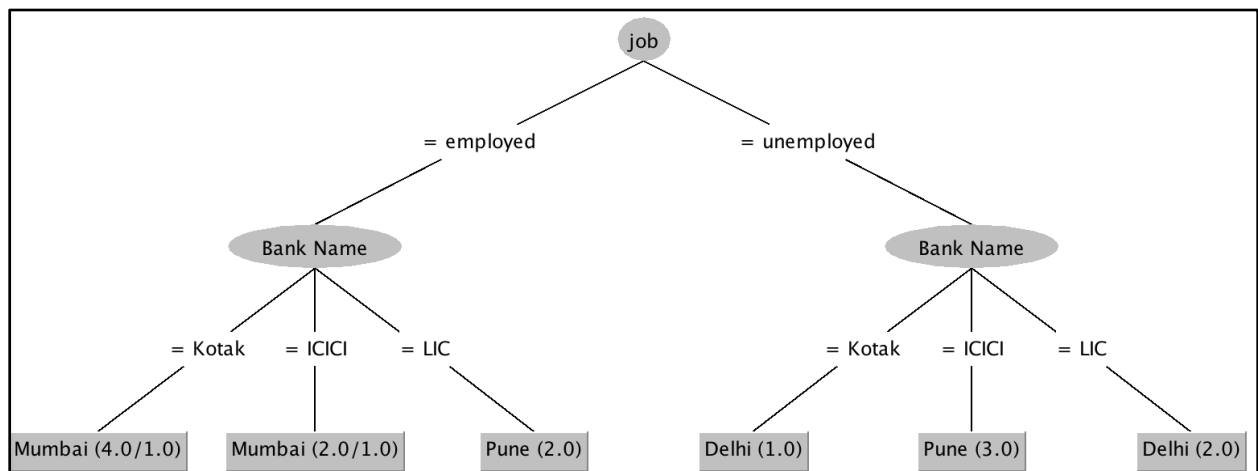 job
= employed
= unemployed
Bank Name
Bank Name
= Kotak
= ICICI
= LIC
= Kotak
= ICICI
= LIC
Mumbai (4.0/1.0)
Mumbai (2.0/1.0)
Pune (2.0)
Delhi (1.0)
Pune (3.0)
Delhi (2.0)